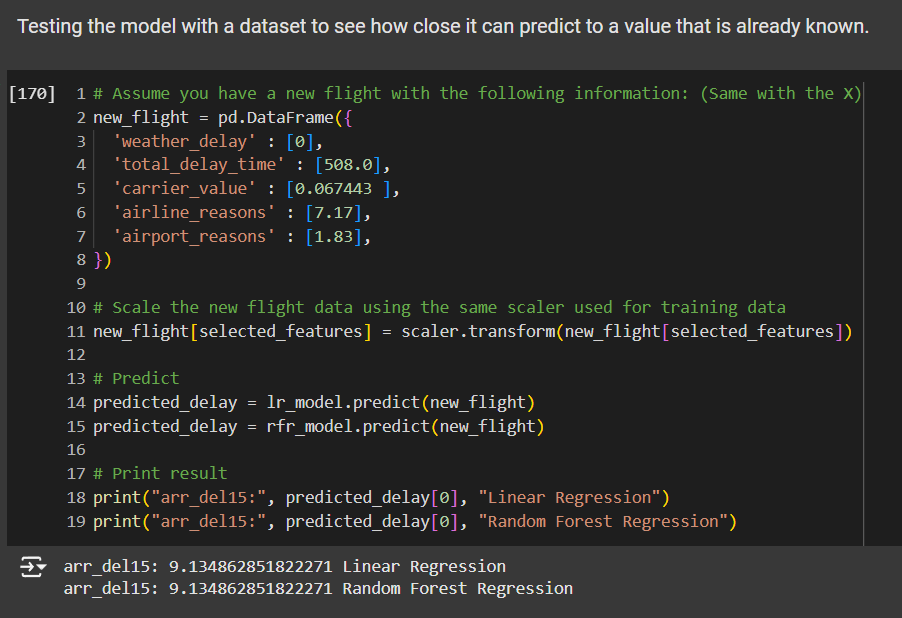 Testing the model with a dataset to see how close it can predict to a value that is already known.
[170] 1 # Assume you have a new flight with the following information: (Same with the X)
2 new_flight = pd.DataFrame({
3   'weather_delay' : [0],
4   'total_delay_time' : [508.0],
5   'carrier_value' : [0.067443 ],
6   'airline_reasons' : [7.17],
7   'airport_reasons' : [1.83],
8 })
9
10 # Scale the new flight data using the same scaler used for training data
11 new_flight[selected_features] = scaler.transform(new_flight[selected_features])
12
13 # Predict
14 predicted_delay = lr_model.predict(new_flight)
15 predicted_delay = rfr_model.predict(new_flight)
16
17 # Print result
18 print("arr_del15:", predicted_delay[0], "Linear Regression")
19 print("arr_del15:", predicted_delay[0], "Random Forest Regression")
arr_del15: 9.134862851822271 Linear Regression
arr_del15: 9.134862851822271 Random Forest Regression